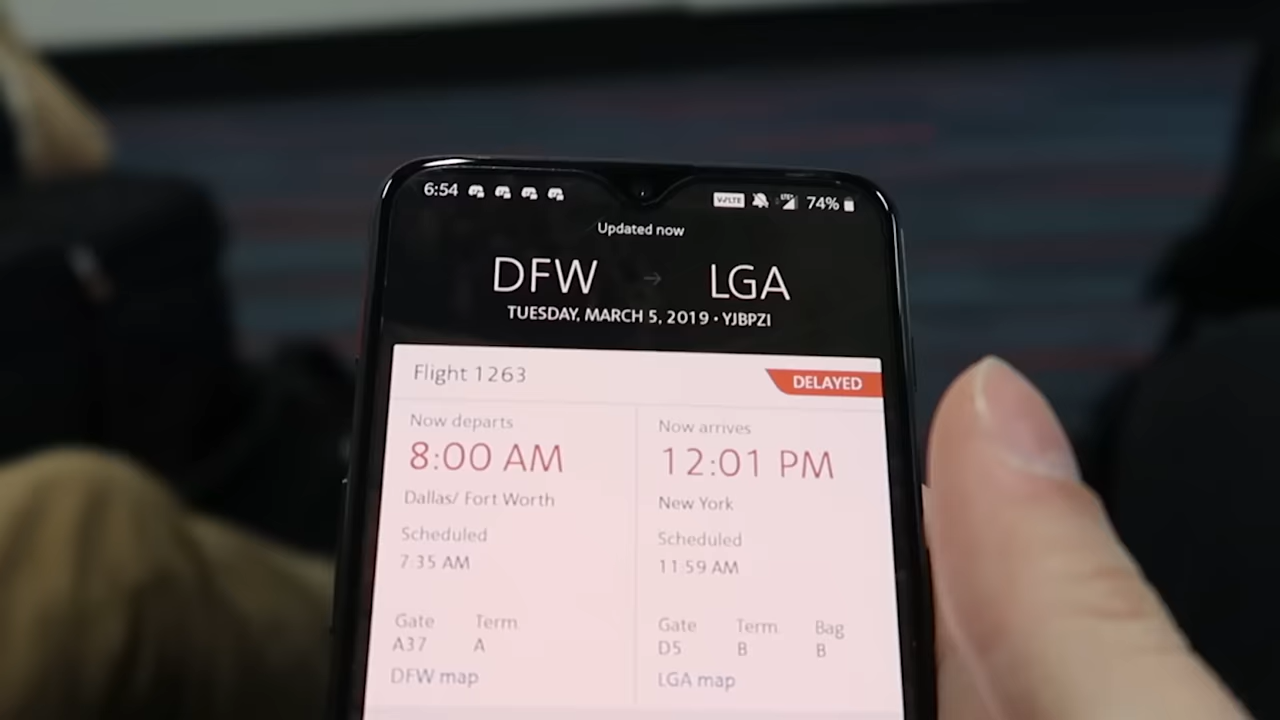 6:54 VoLTE LTE+ 74%
Updated now
DFW → LGA
TUESDAY, MARCH 5, 2019 • YJBPZI
Flight 1263
DELAYED
Now departs
8:00 AM
Dallas/ Fort Worth
Scheduled
7:35 AM
Gate Term
A37 A
DFW map
Now arrives
12:01 PM
New York
Scheduled
11:59 AM
Gate Term. Bag
D5 B B
LGA map